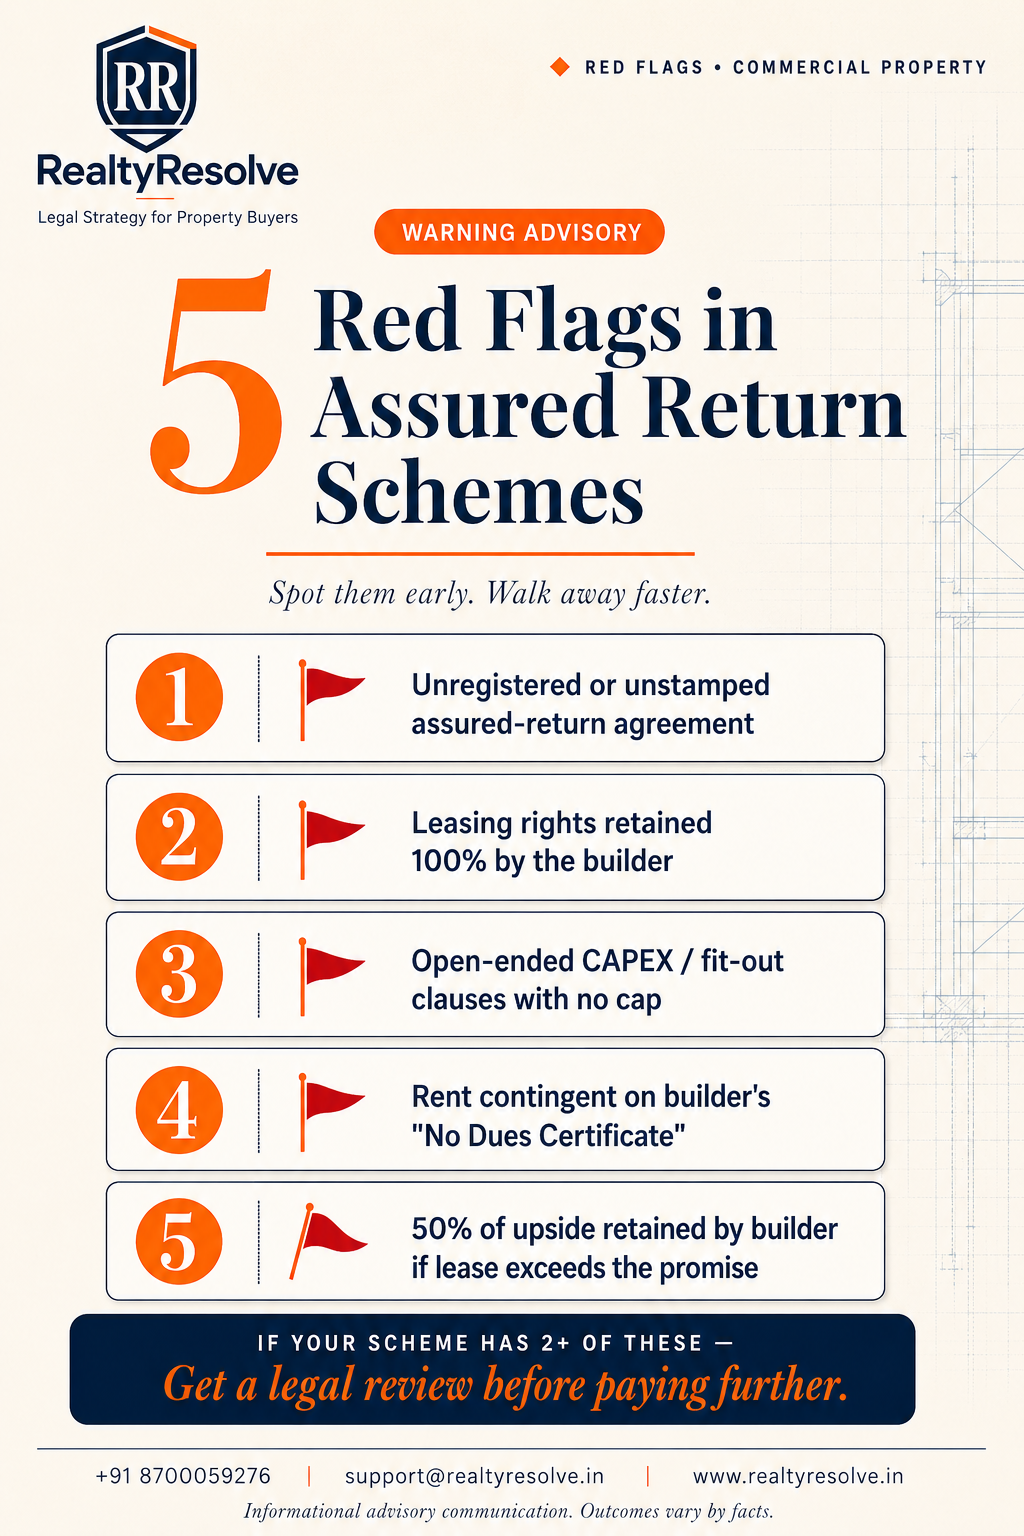 RR
RealtyResolve
Legal Strategy for Property Buyers
RED FLAGS • COMMERCIAL PROPERTY
WARNING ADVISORY
5
Red Flags in
Assured Return
Schemes
Spot them early. Walk away faster.
1
Unregistered or unstamped
assured-return agreement
2
Leasing rights retained
100% by the builder
3
Open-ended CAPEX / fit-out
clauses with no cap
4
Rent contingent on builder's
"No Dues Certificate"
5
50% of upside retained by builder
if lease exceeds the promise
IF YOUR SCHEME HAS 2+ OF THESE —
Get a legal review before paying further.
+91 8700059276 | support@realtyresolve.in | www.realtyresolve.in
Informational advisory communication. Outcomes vary by facts.